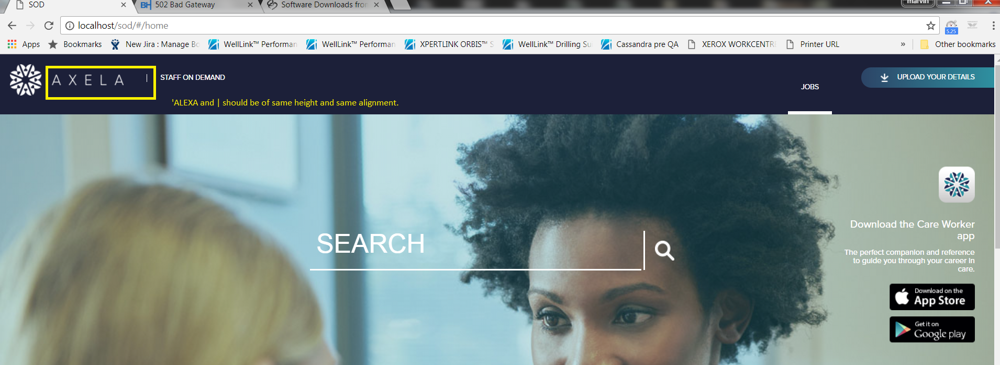 SOD
502 Bad Gateway
Software Downloads from
marvin
localhost/sod/#/home
5.25
Apps
Bookmarks
New Jira : Manage Bo
WellLink™ Performan
WellLink™ Performan
XPERTLINK ORBIS™ S
WellLink™ Drilling Su
Cassandra pre QA
XEROX WORKCENTRE
Printer URL
»
Other bookmarks
AXELA
| STAFF ON DEMAND
JOBS
UPLOAD YOUR DETAILS
'ALEXA and | should be of same height and same alignment.
SEARCH
Download the Care Worker
app
The perfect companion and reference
to guide you through your career in
care.
Download on the
App Store
Get it on
Google play